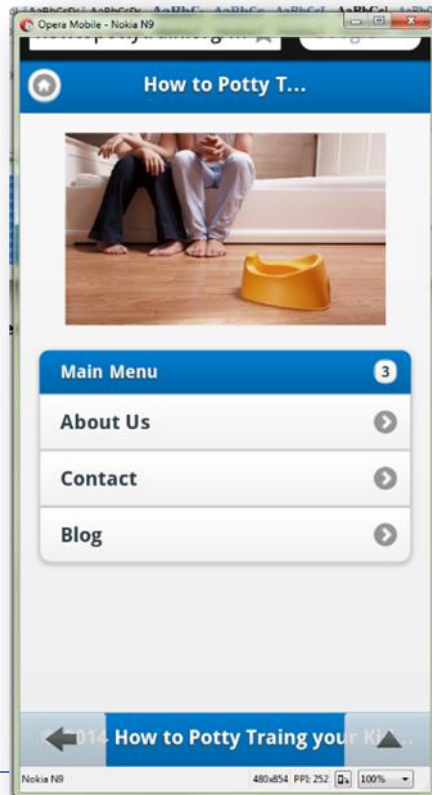 Opera Mobile - Nokia N9
How to Potty T...
Main Menu 3
About Us
Contact
Blog
2014 How to Potty Traing your Ki...
Nokia N9 480x854 PPI: 252 100%